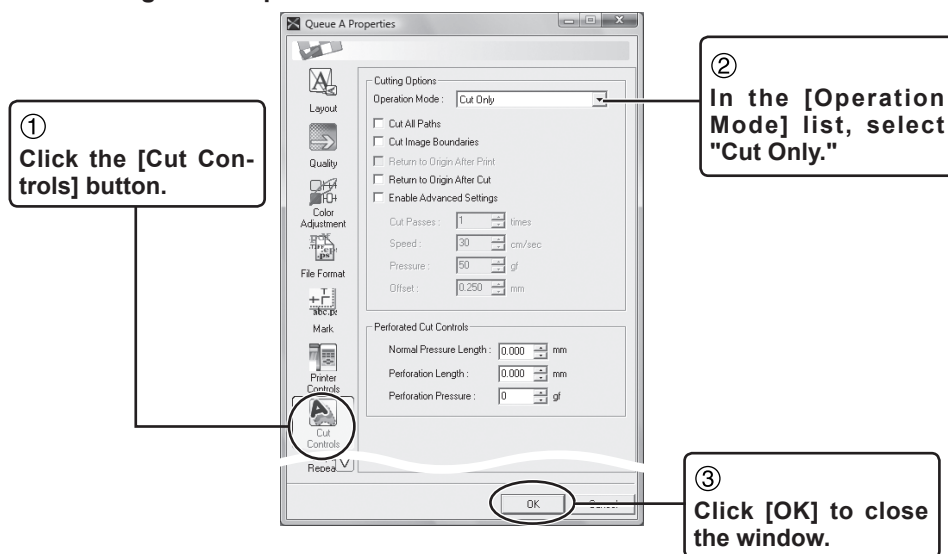 Queue A Properties
Layout
Quality
Color
Adjustment
File Format
Mark
Printer
Controls
Cut
Controls
Cutting Options
Operation Mode : Cut Only
Cut All Paths
Cut Image Boundaries
Return to Origin After Print
Return to Origin After Cut
Enable Advanced Settings
Cut Passes : 1 times
Speed : 30 cm/sec
Pressure : 50 gf
Offset : 0.250 mm
Perforated Cut Controls
Normal Pressure Length : 0.000 mm
Perforation Length : 0.000 mm
Perforation Pressure : 0 gf
OK
①
Click the [Cut Con-
trols] button.
②
In the [Operation
Mode] list, select
"Cut Only."
③
Click [OK] to close
the window.